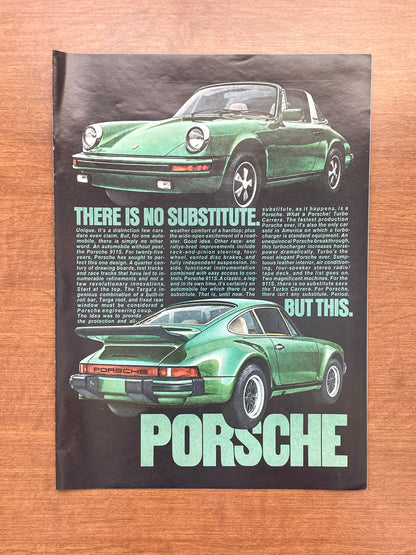 THERE IS NO SUBSTITUTE
Unique. It's a distinction few cars
dare even claim. But, for one auto-
mobile, there is simply no other
word. An automobile without peer,
the Porsche 911S. For twenty-five
years, Porsche has sought to per-
fect this one design. A quarter cen-
tury of drawing boards, test tracks
and race tracks that have led to in-
numerable refinements and not a
few revolutionary innovations.
Start at the top. The Targa's in-
genious combination of a built-in
roll bar, Targa roof, and fixed rear
window must be considered a
Porsche engineering coup.
The idea was to provide
the protection and all-
weather comfort of a hardtop, plus
the wide-open excitement of a road-
ster. Good idea. Other race- and
rallye-bred improvements include
rack-and-pinion steering, four-
wheel, vented disc brakes, and
fully independent suspension. In-
side, functional instrumentation
combined with easy access to con-
trols. Porsche 911S. A classic, a leg-
end in its own time, it's certainly an
automobile for which there is no
substitute. That is, until now. The
substitute, as it happens, is a
Porsche. What a Porsche! Turbo
Carrera. The fastest production
Porsche ever, it's also the only car
sold in America on which a turbo-
charger is standard equipment. An
unequivocal Porsche breakthrough,
this turbocharger increases horse-
power dramatically. Turbo's the
most elegant Porsche ever. Sump-
tuous leather interior, air condition-
ing, four-speaker stereo radio/
tape deck, and the list goes on.
Two magnificent machines. For the
911S, there is no substitute save
the Turbo Carrera. For Porsche,
there isn't any substitute. Period.
BUT THIS.
PORSCHE
PORSCHE